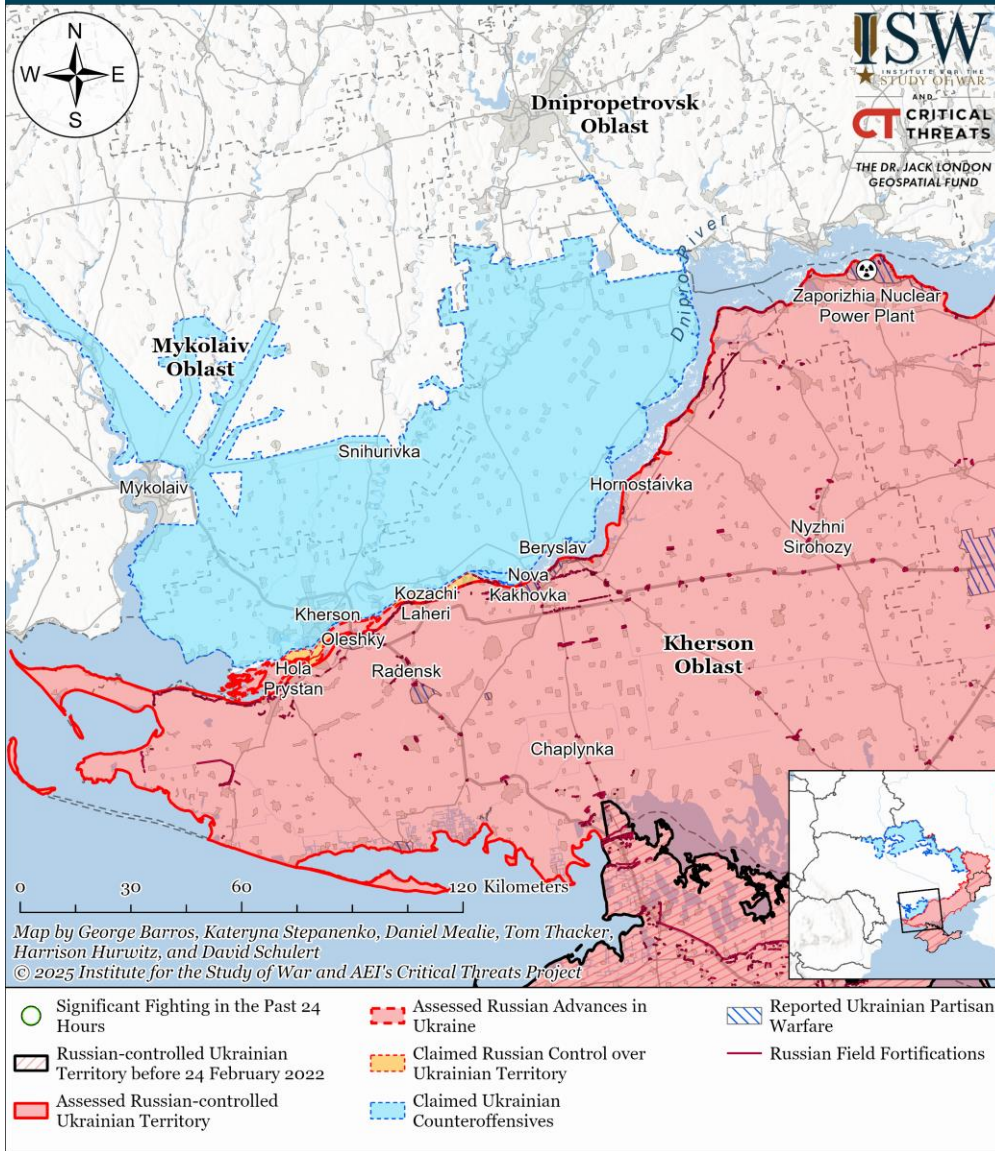 N
W E
S
ISW
INSTITUTE FOR THE
STUDY OF WAR
AND
CT CRITICAL
THREATS
THE DR. JACK LONDON
GEOSPATIAL FUND
Dnipropetrovsk
Oblast
Dnipro River
Zaporizhia Nuclear
Power Plant
Mykolaiv
Oblast
Snihurivka
Mykolaiv
Hornostaivka
Nyzhni
Sirohozy
Beryslav
Nova
Kakhovka
Kozachi
Laheri
Kherson
Oleshky
Kherson
Oblast
Hola
Prystan
Radensk
Chaplynka
0 30 60 120 Kilometers
Map by George Barros, Kateryna Stepanenko, Daniel Mealie, Tom Thacker,
Harrison Hurwitz, and David Schulert
© 2025 Institute for the Study of War and AEI's Critical Threats Project
Significant Fighting in the Past 24
Hours
Russian-controlled Ukrainian
Territory before 24 February 2022
Assessed Russian-controlled
Ukrainian Territory
Assessed Russian Advances in
Ukraine
Claimed Russian Control over
Ukrainian Territory
Claimed Ukrainian
Counteroffensives
Reported Ukrainian Partisan
Warfare
Russian Field Fortifications